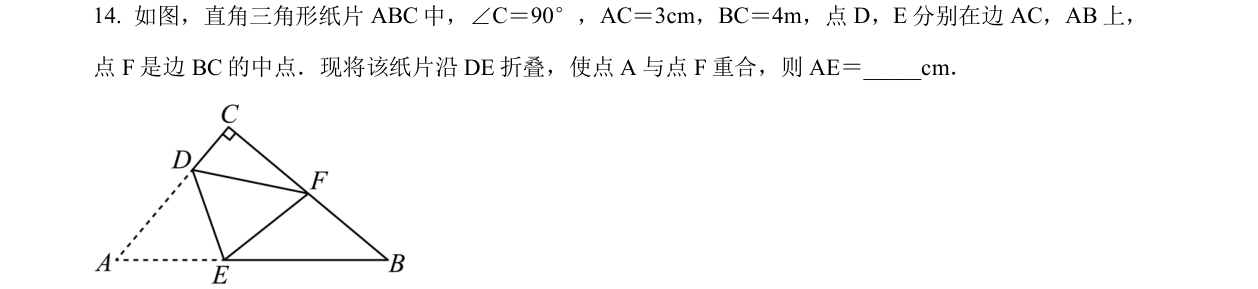 14. 如图，直角三角形纸片 ABC 中，∠C＝90°，AC＝3cm，BC＝4m，点 D，E 分别在边 AC，AB 上，
点 F 是边 BC 的中点．现将该纸片沿 DE 折叠，使点 A 与点 F 重合，则 AE＝_____cm．
C
D
F
A
E
B